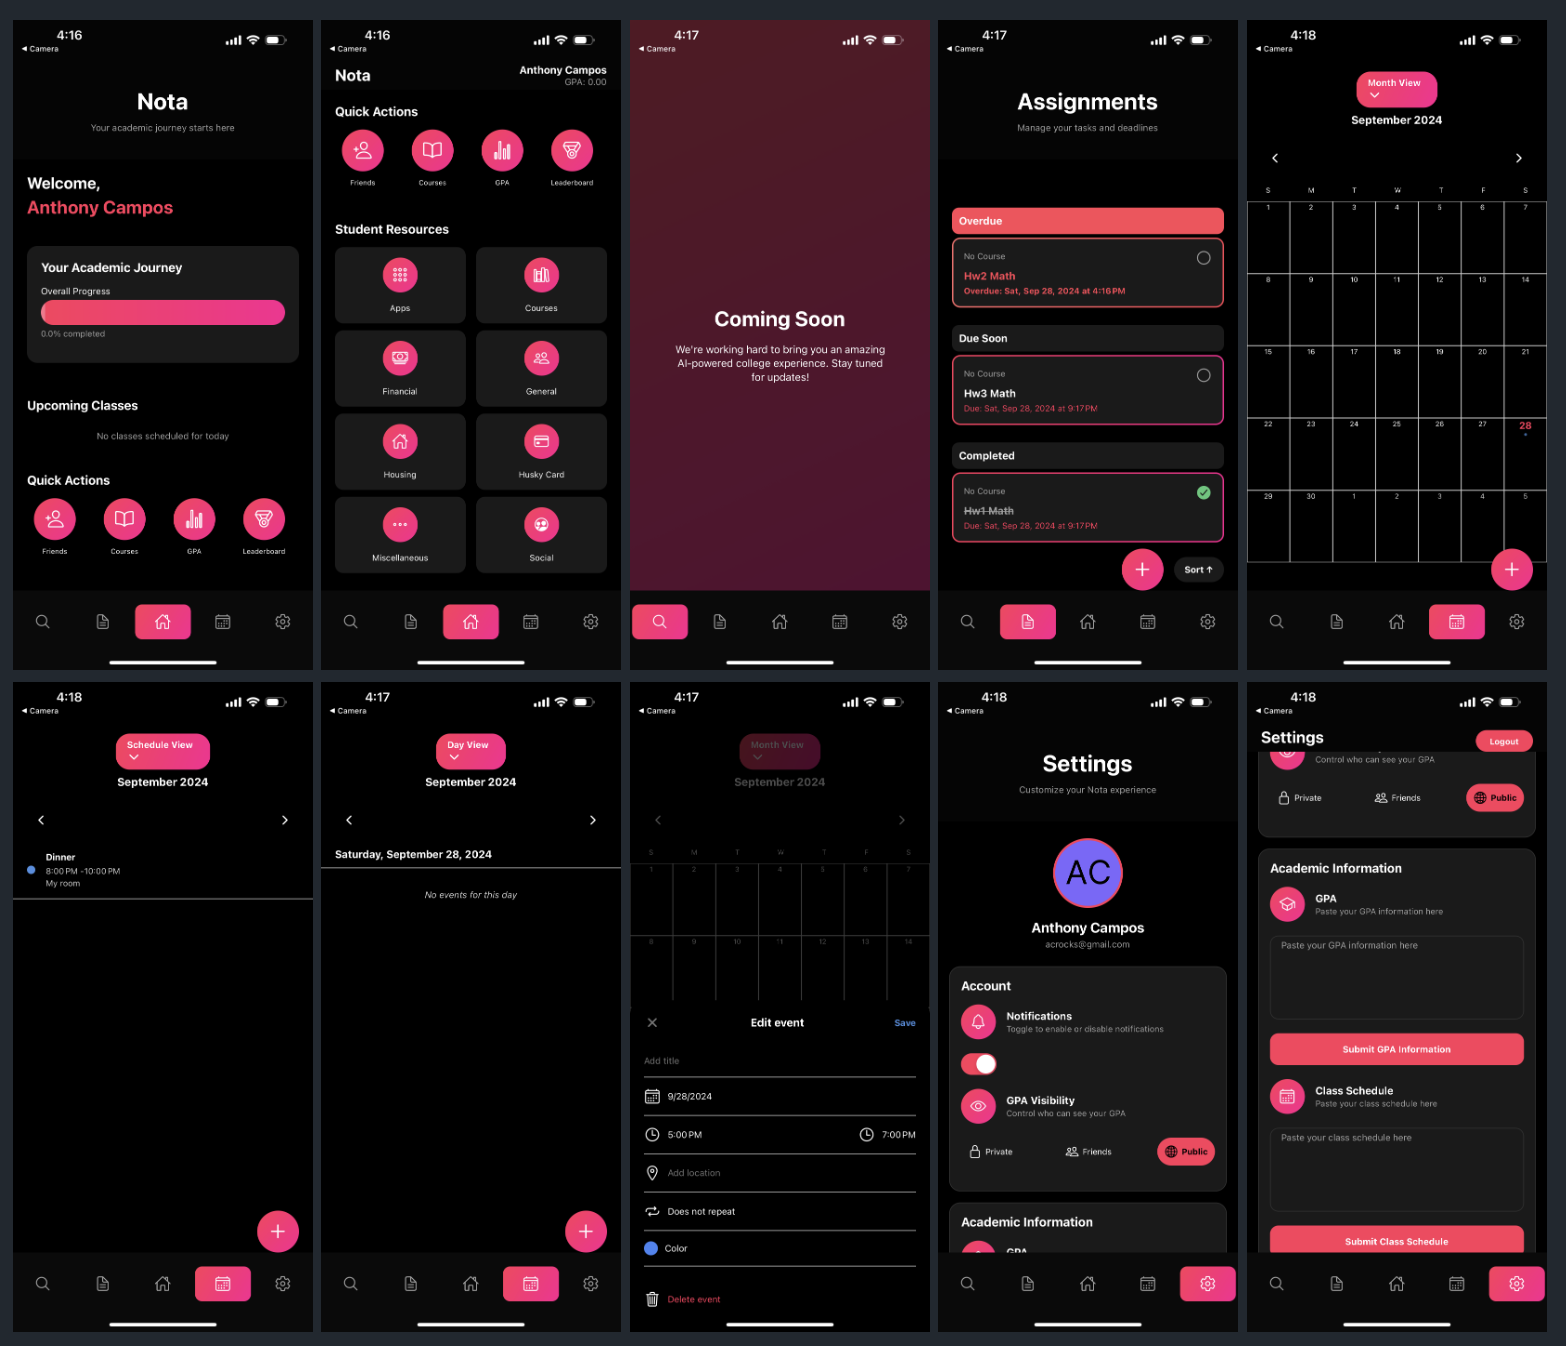 4:16
◄ Camera
Nota
Your academic journey starts here
Welcome,
Anthony Campos
Your Academic Journey
Overall Progress
0.0% completed
Upcoming Classes
No classes scheduled for today
Quick Actions
Friends
Courses
GPA
Leaderboard
4:16
◄ Camera
Nota
Anthony Campos
GPA: 0.00
Quick Actions
Friends
Courses
GPA
Leaderboard
Student Resources
Apps
Courses
Financial
General
Housing
Husky Card
Miscellaneous
Social
4:17
◄ Camera
Coming Soon
We're working hard to bring you an amazing
AI-powered college experience. Stay tuned
for updates!
4:17
◄ Camera
Assignments
Manage your tasks and deadlines
Overdue
No Course
Hw2 Math
Overdue: Sat, Sep 28, 2024 at 4:16 PM
Due Soon
No Course
Hw3 Math
Due: Sat, Sep 28, 2024 at 9:17 PM
Completed
No Course
Hw1 Math
Due: Sat, Sep 28, 2024 at 9:17 PM
Sort ↑
4:18
◄ Camera
Month View
September 2024
S M T W T F S
1 2 3 4 5 6 7
8 9 10 11 12 13 14
15 16 17 18 19 20 21
22 23 24 25 26 27 28
29 30 1 2 3 4 5
4:18
◄ Camera
Schedule View
September 2024
Dinner
8:00 PM - 10:00 PM
My room
4:17
◄ Camera
Day View
September 2024
Saturday, September 28, 2024
No events for this day
4:17
◄ Camera
Month View
September 2024
S M T W T F S
1 2 3 4 5 6 7
8 9 10 11 12 13 14
Edit event
Save
Add title
9/28/2024
5:00 PM
7:00 PM
Add location
Does not repeat
Color
Delete event
4:18
◄ Camera
Settings
Customize your Nota experience
AC
Anthony Campos
acrocks@gmail.com
Account
Notifications
Toggle to enable or disable notifications
GPA Visibility
Control who can see your GPA
Private
Friends
Public
Academic Information
GPA
4:18
◄ Camera
Settings
Logout
Control who can see your GPA
Private
Friends
Public
Academic Information
GPA
Paste your GPA information here
Paste your GPA information here
Submit GPA Information
Class Schedule
Paste your class schedule here
Paste your class schedule here
Submit Class Schedule